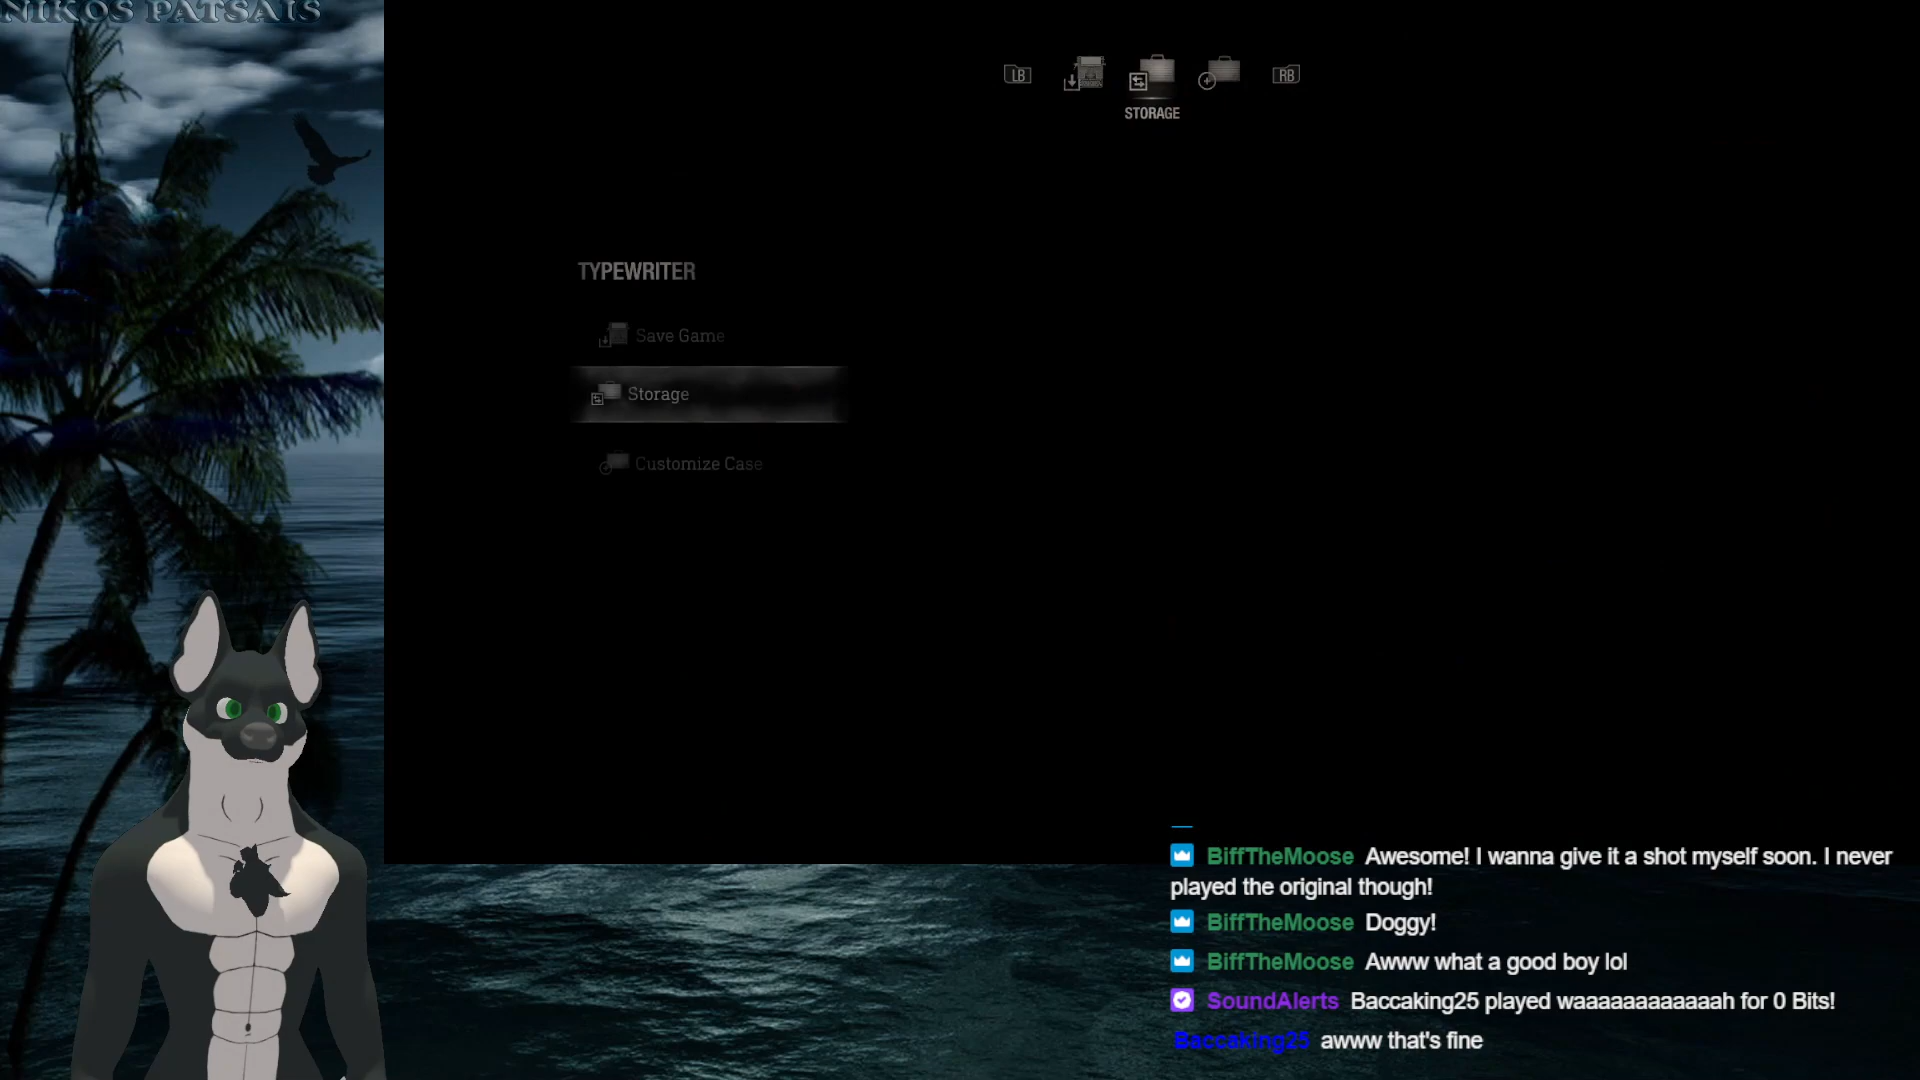 NIKOS PATSAIS
LB
RB
STORAGE
TYPEWRITER
Save Game
Storage
Customize Case
BiffTheMoose Awesome! I wanna give it a shot myself soon. I never
played the original though!
BiffTheMoose Doggy!
BiffTheMoose Awww what a good boy lol
SoundAlerts Baccaking25 played waaaaaaaaaaaah for 0 Bits!
Baccaking25 awww that's fine